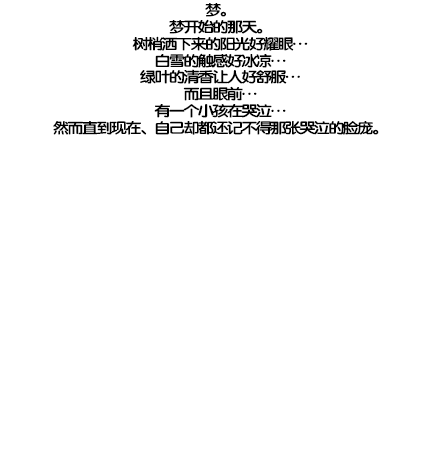 梦。
梦开始的那天。
树梢洒下来的阳光好耀眼…
白雪的触感好冰凉…
绿叶的清香让人好舒服…
而且眼前…
有一个小孩在哭泣…
然而直到现在、自己却都还记不得那张哭泣的脸庞。